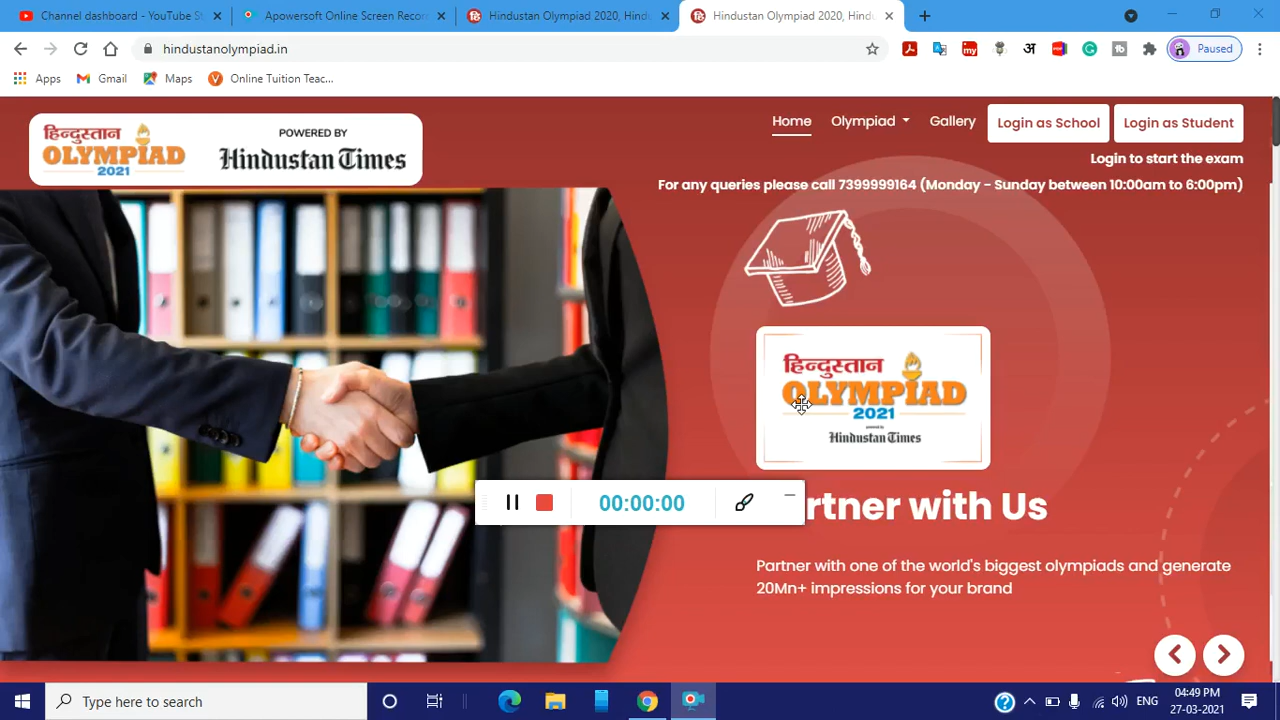 Channel dashboard - YouTube St
Apowersoft Online Screen Recor
Hindustan Olympiad 2020, Hindu
Hindustan Olympiad 2020, Hindu
hindustanolympiad.in
Paused
Apps
Gmail
Maps
Online Tuition Teac...
हिन्दुस्तान
OLYMPIAD
2021
POWERED BY
Hindustan Times
Home
Olympiad
Gallery
Login as School
Login as Student
Login to start the exam
For any queries please call 7399999164 (Monday - Sunday between 10:00am to 6:00pm)
हिन्दुस्तान
OLYMPIAD
2021
powered by
Hindustan Times
00:00:00
rtner with Us
Partner with one of the world's biggest olympiads and generate
20Mn+ impressions for your brand
Type here to search
ENG
04:49 PM
27-03-2021